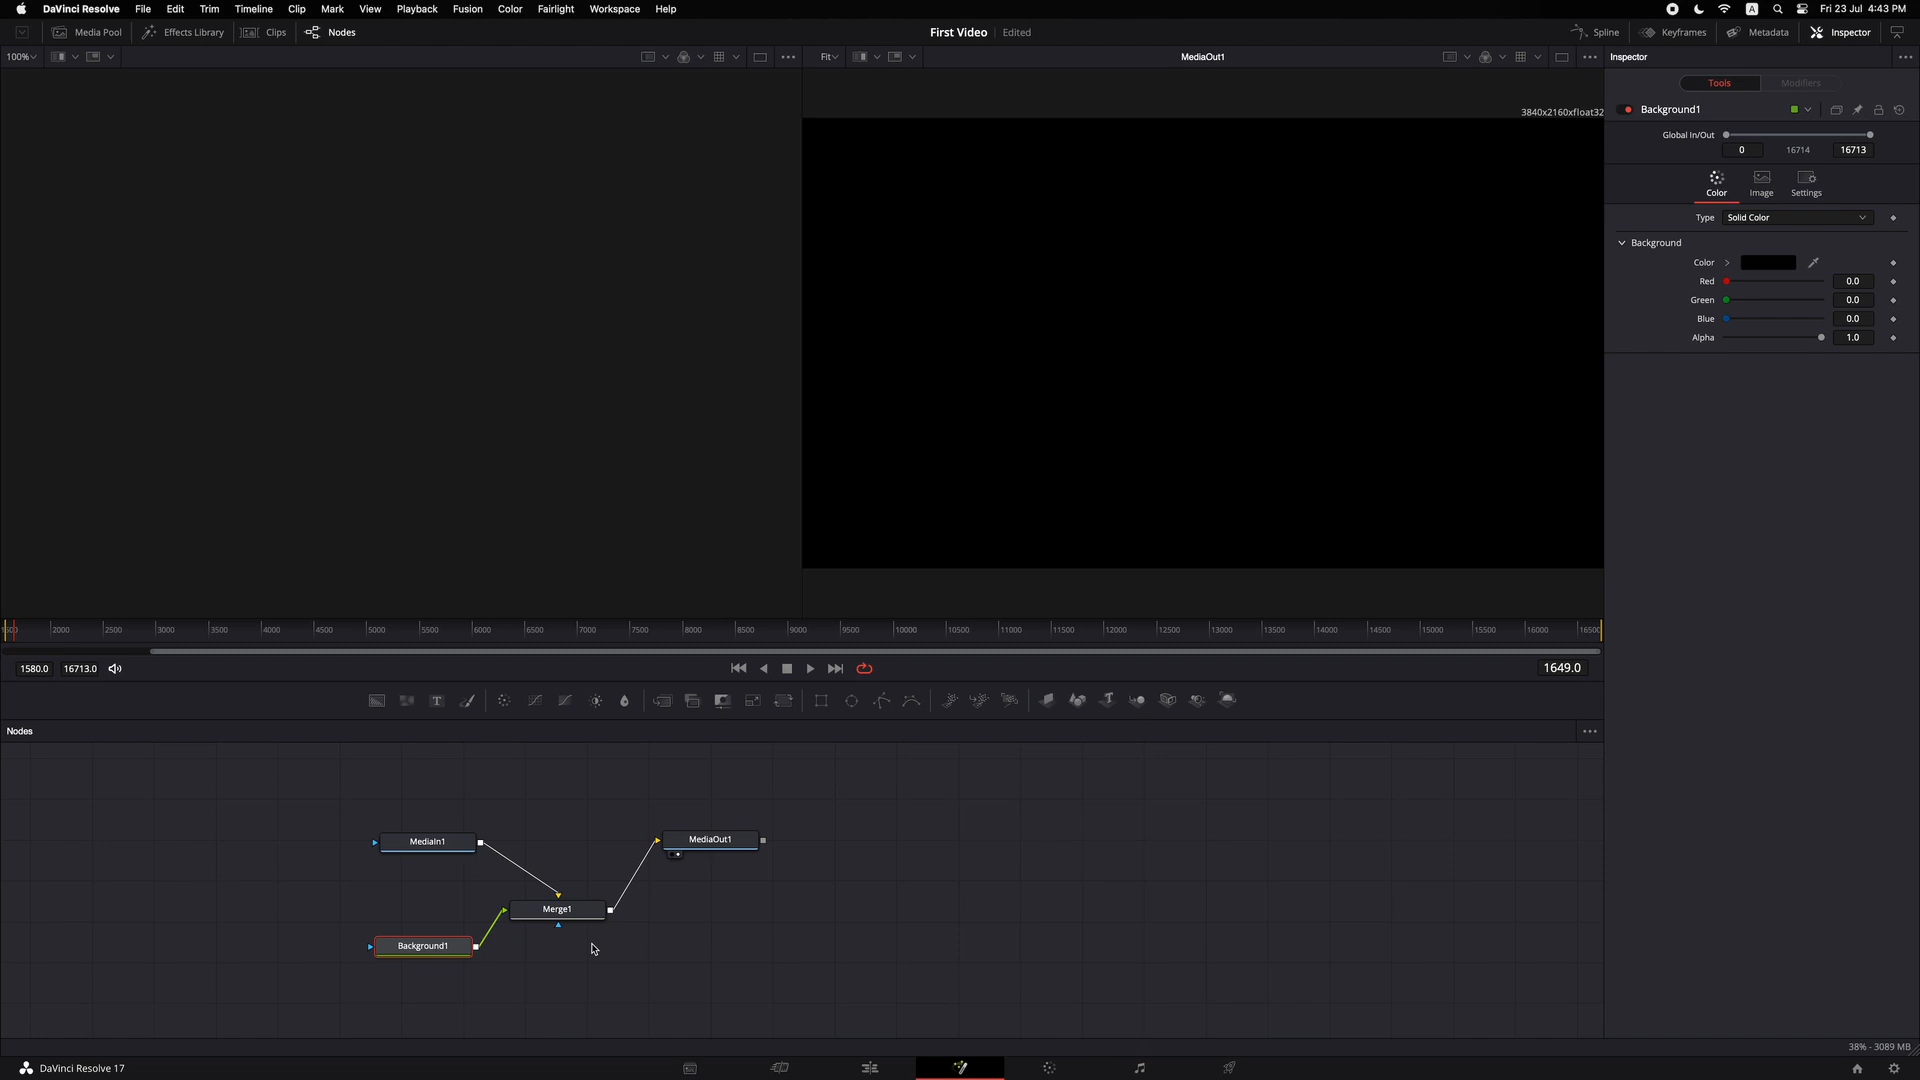 DaVinci Resolve File Edit Trim Timeline Clip Mark View Playback Fusion Color Fairlight Workspace Help A Fri 23 Jul 4:43 PM
Media Pool Effects Library Clips Nodes First Video Edited Spline Keyframes Metadata Inspector
100% Fit MediaOut1 Inspector
Tools Modifiers
3840x2160xfloat32 Background1
Global In/Out
0 16714 16713
Color Image Settings
Type Solid Color
Background
Color
Red 0.0
Green 0.0
Blue 0.0
Alpha 1.0
2000 2500 3000 3500 4000 4500 5000 5500 6000 6500 7000 7500 8000 8500 9000 9500 10000 10500 11000 11500 12000 12500 13000 13500 14000 14500 15000 15500 16000 16500
1580.0 16713.0 1649.0
T T
Nodes
MediaIn1 MediaOut1
Merge1
Background1
38% - 3089 MB
DaVinci Resolve 17